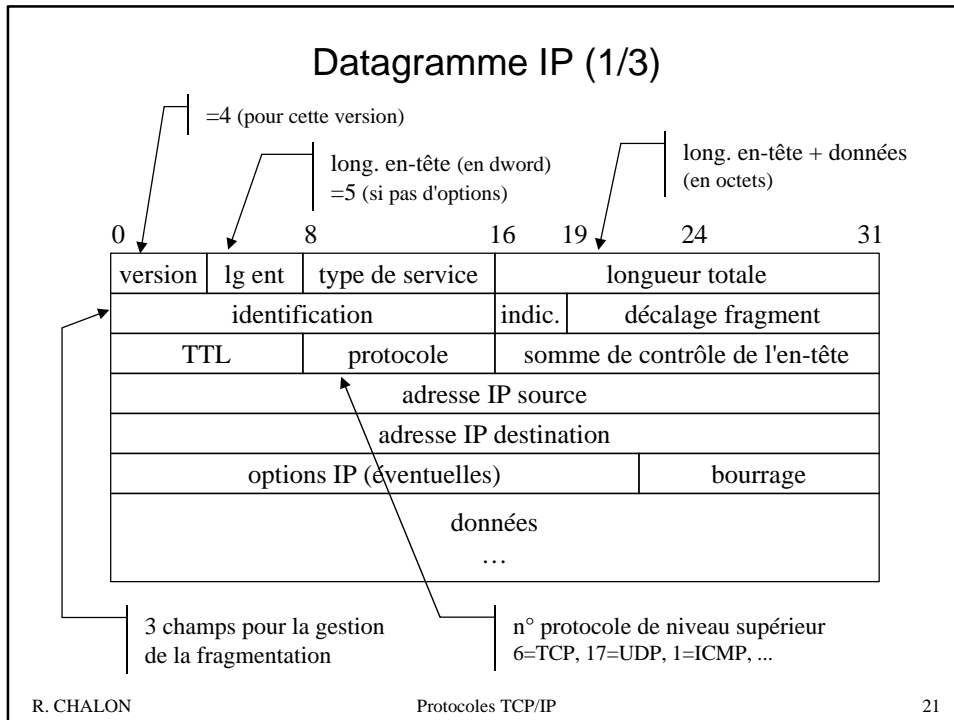 Datagramme IP (1/3)
=4 (pour cette version)
long. en-tête (en dword)
=5 (si pas d'options)
long. en-tête + données
(en octets)
0 8 16 19 24 31
version lg ent type de service longueur totale
identification indic. décalage fragment
TTL protocole somme de contrôle de l'en-tête
adresse IP source
adresse IP destination
options IP (éventuelles) bourrage
données
…
3 champs pour la gestion
de la fragmentation
n° protocole de niveau supérieur
6=TCP, 17=UDP, 1=ICMP, ...
R. CHALON Protocoles TCP/IP 21